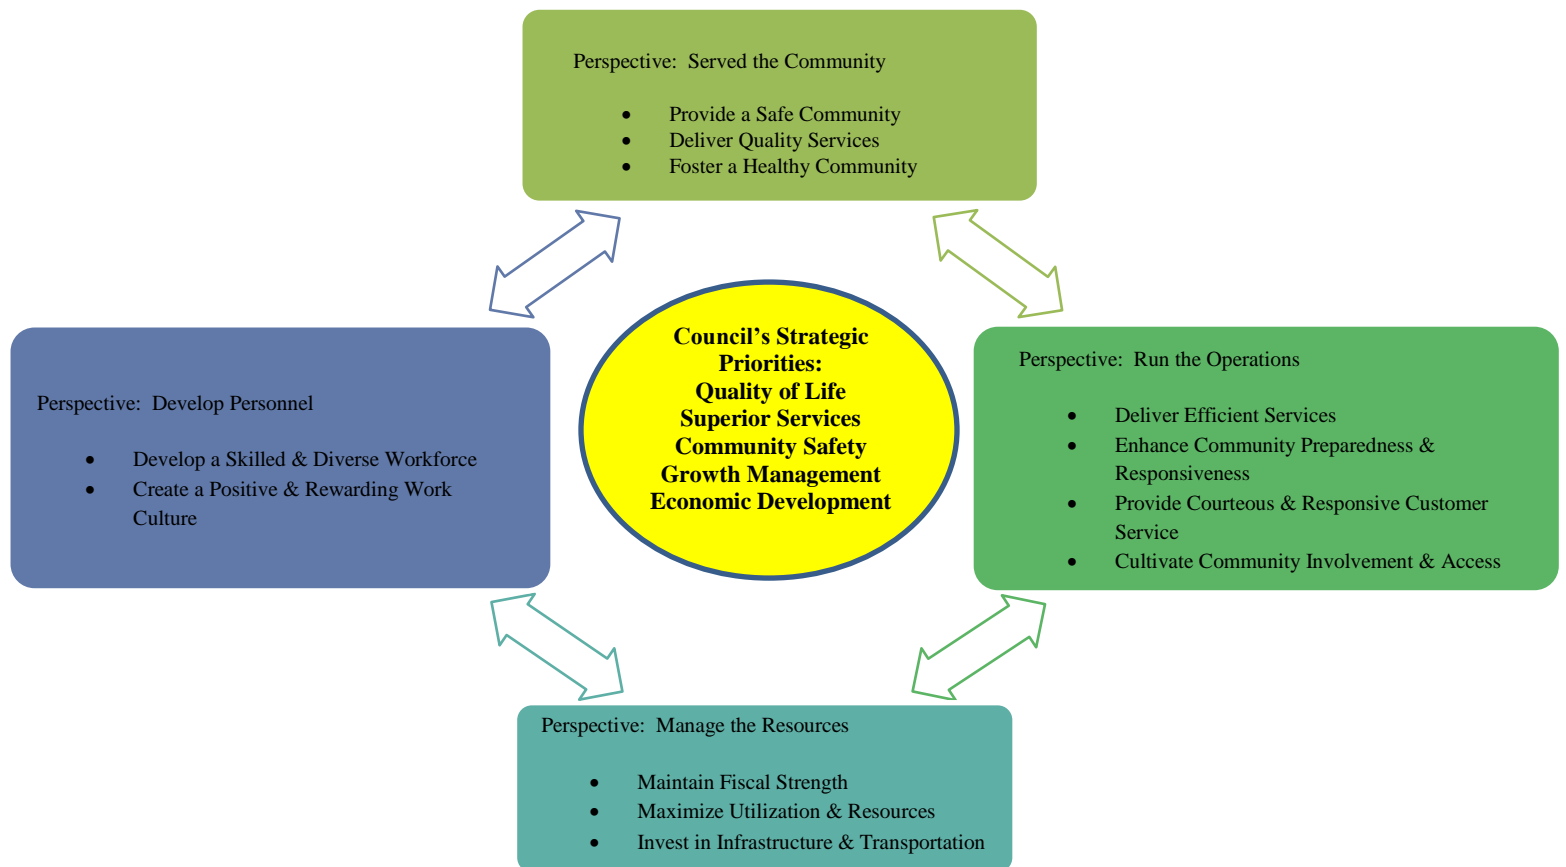 Perspective:  Served the Community
• Provide a Safe Community
• Deliver Quality Services
• Foster a Healthy Community
Perspective:  Develop Personnel
• Develop a Skilled & Diverse Workforce
• Create a Positive & Rewarding Work
Culture
Council’s Strategic
Priorities:
Quality of Life
Superior Services
Community Safety
Growth Management
Economic Development
Perspective:  Run the Operations
• Deliver Efficient Services
• Enhance Community Preparedness &
Responsiveness
• Provide Courteous & Responsive Customer
Service
• Cultivate Community Involvement & Access
Perspective:  Manage the Resources
• Maintain Fiscal Strength
• Maximize Utilization & Resources
• Invest in Infrastructure & Transportation